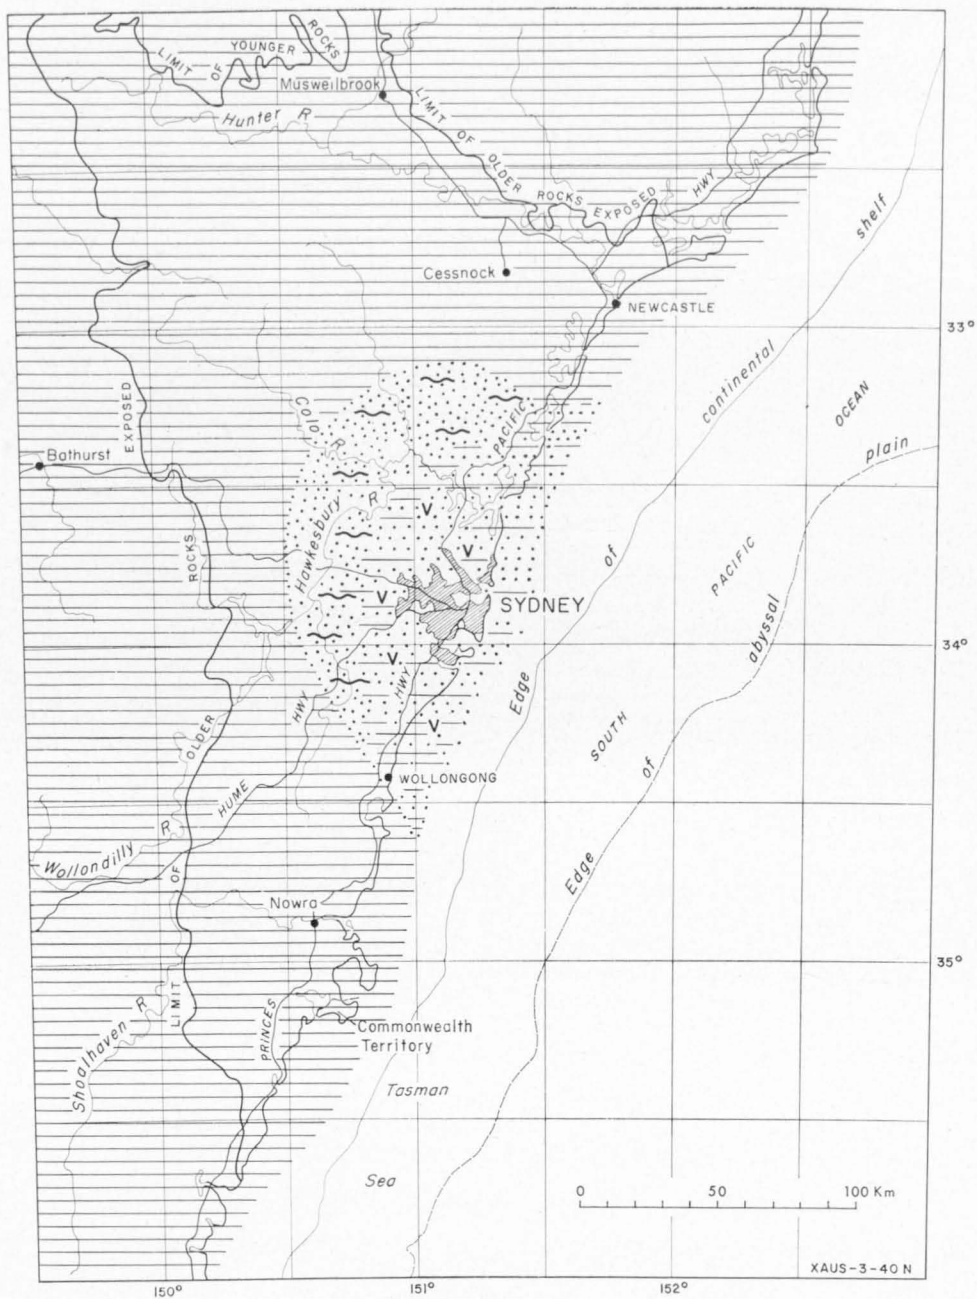 LIMIT OF YOUNGER ROCKS
Musweilbrook
Hunter R
LIMIT OF OLDER ROCKS EXPOSED
HWY
shelf
Cessnock
NEWCASTLE
33°
continental
EXPOSED
Colo R
PACIFIC
OCEAN
plain
Bathurst
Hawkesbury R
V
V
of
ROCKS
PACIFIC
V
SYDNEY
abyssal
34°
V
HWY
HWY
Edge
OLDER
V
SOUTH
of
WOLLONGONG
HUME
R
Wollondilly
Edge
OF
Nowra
35°
LIMIT
Shoalhaven R
PRINCES
Commonwealth
Territory
Tasman
Sea
0 50 100 Km
XAUS-3-40 N
150° 151° 152°